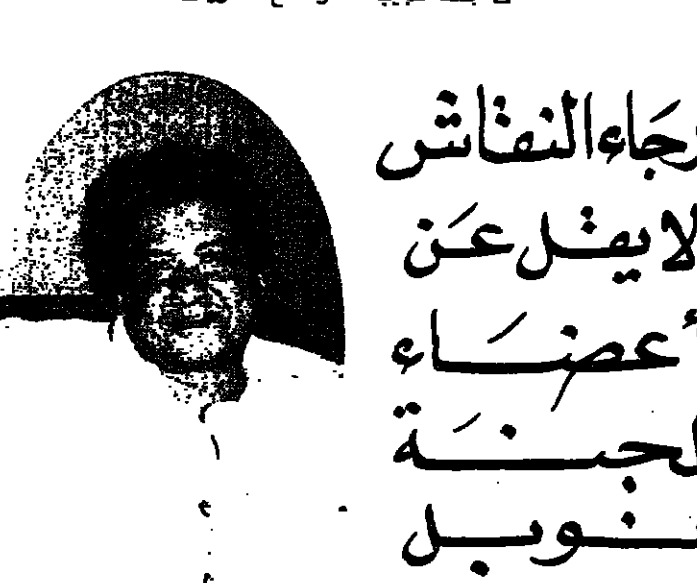 رجاء النقاش
لا يقل عن
أعضاء
لجنة
نوبل